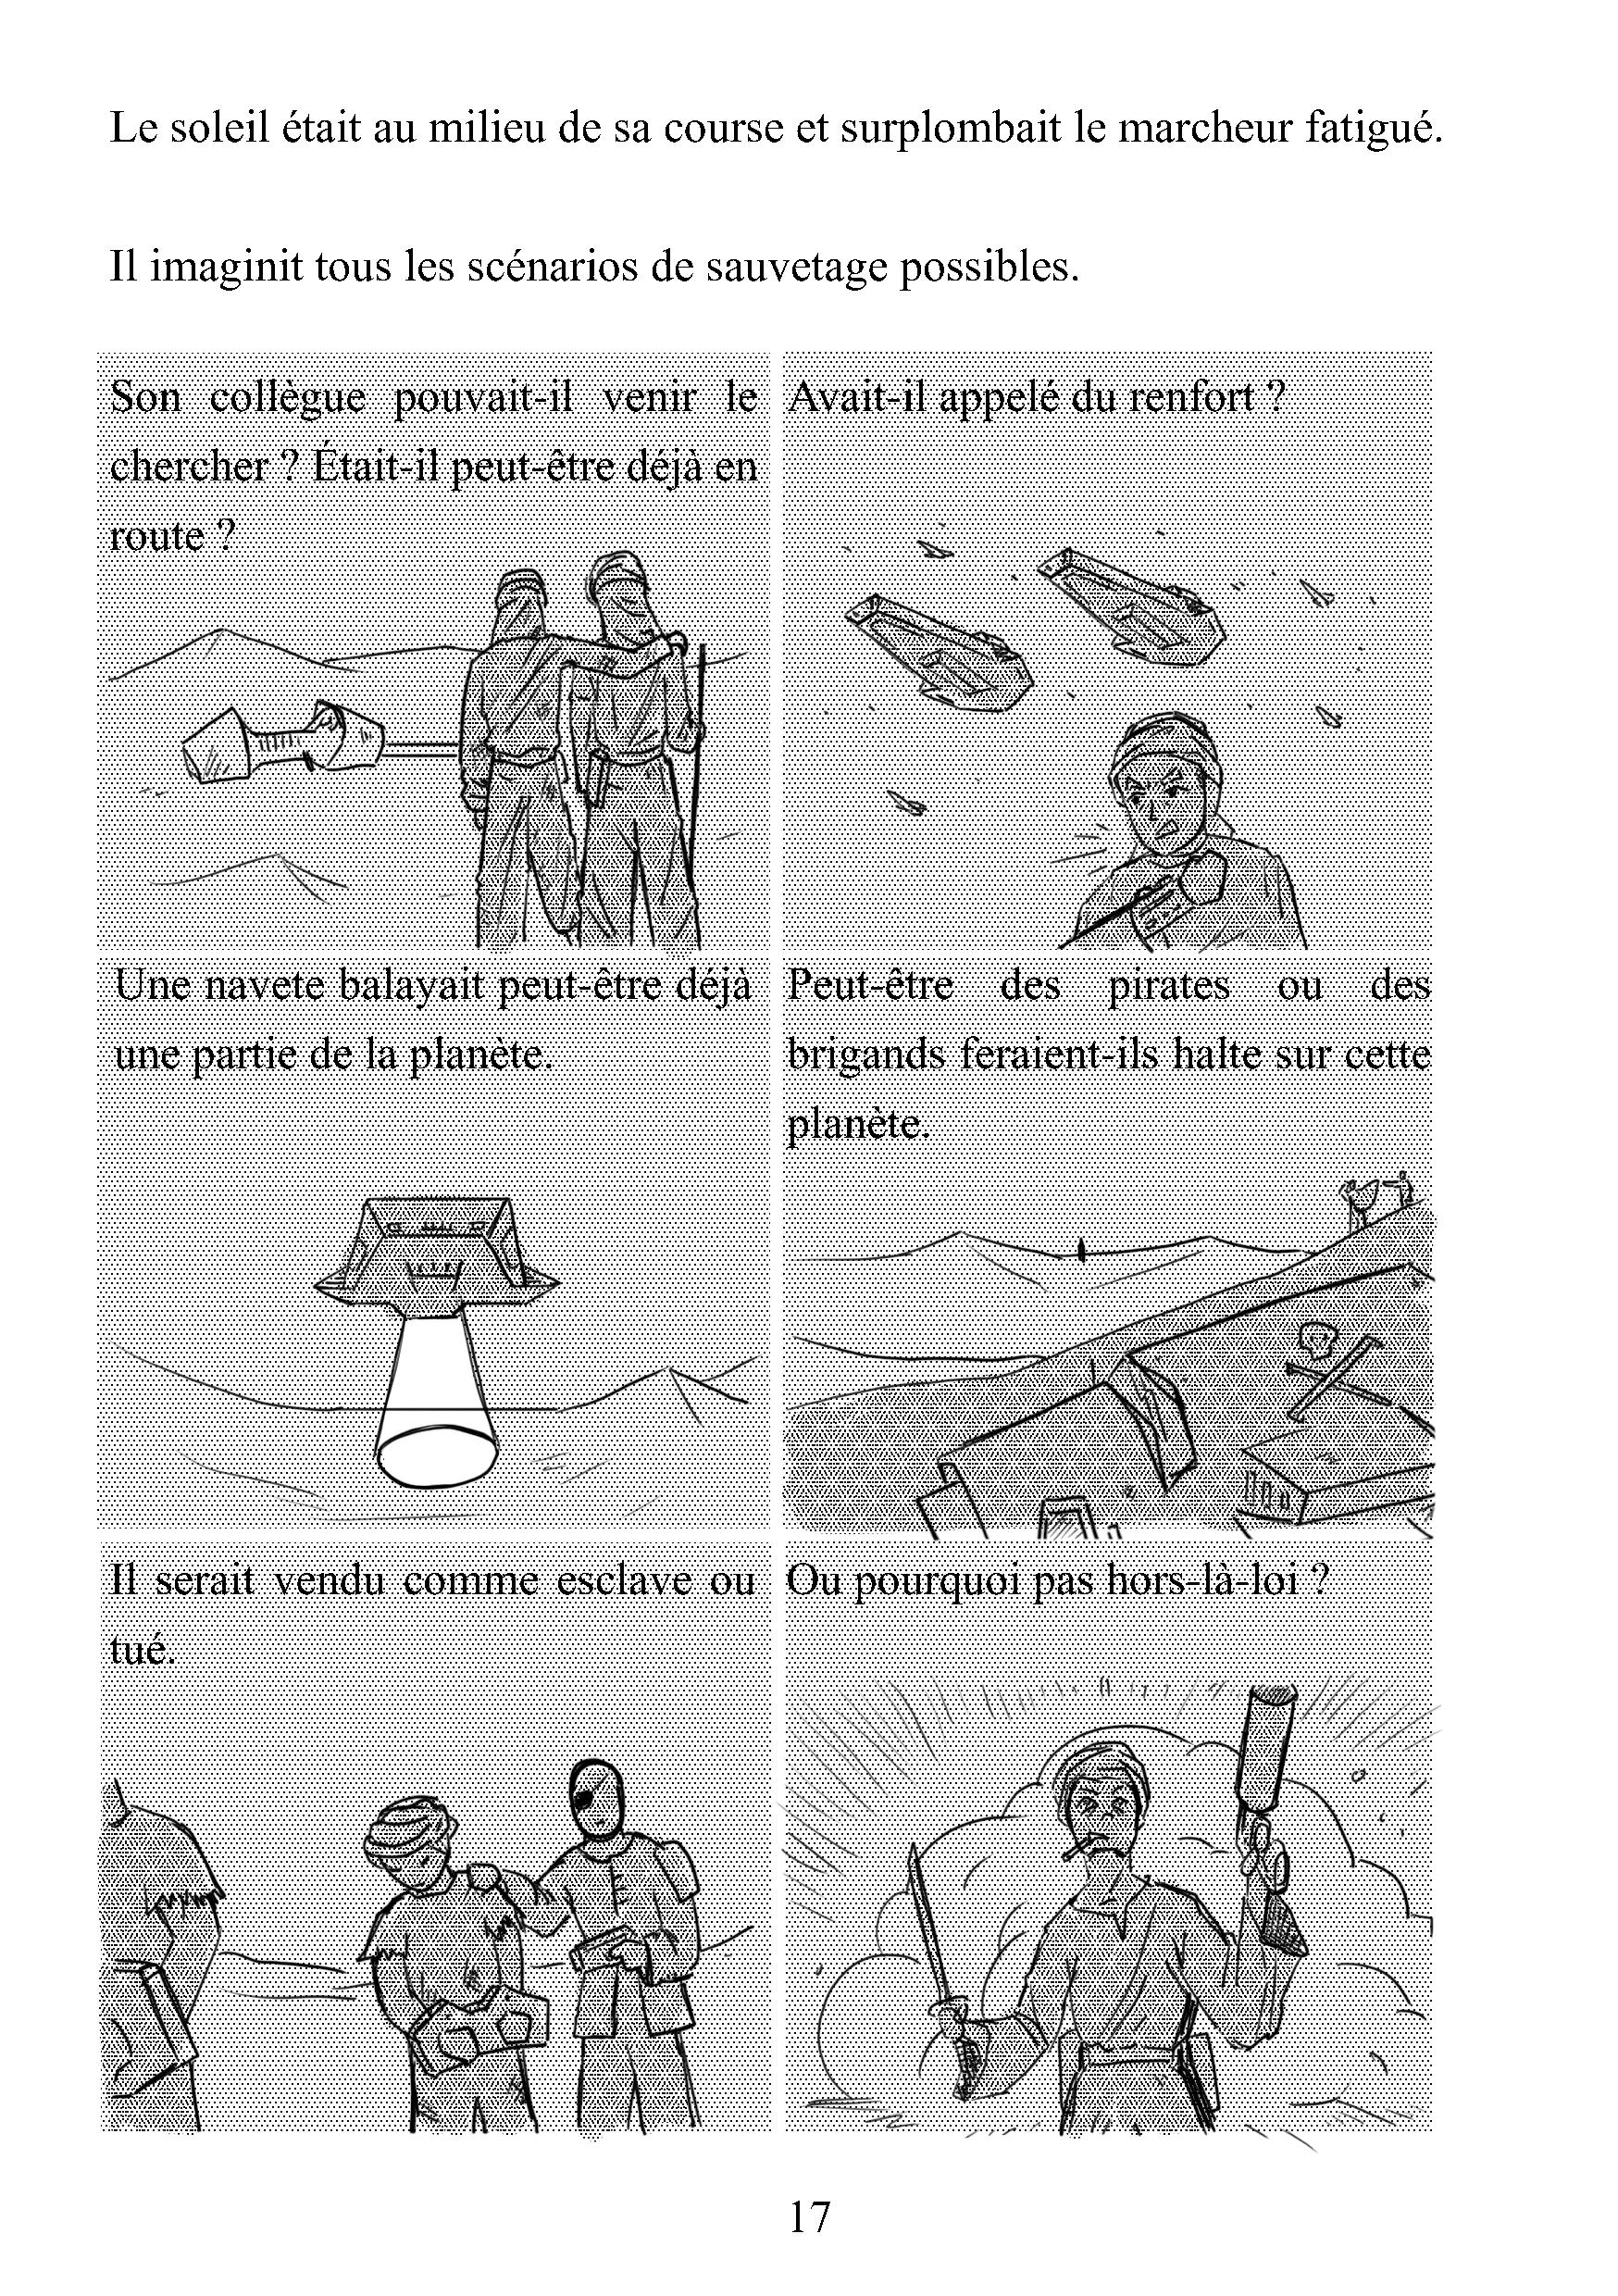 Le soleil était au milieu de sa course et surplombait le marcheur fatigué.
Il imaginit tous les scénarios de sauvetage possibles.
Son collègue pouvait-il venir le
chercher ? Était-il peut-être déjà en
route ?
Avait-il appelé du renfort ?
Une navete balayait peut-être déjà
une partie de la planète.
Peut-être des pirates ou des
brigands feraient-ils halte sur cette
planète.
Il serait vendu comme esclave ou
tué.
Ou pourquoi pas hors-là-loi ?
17